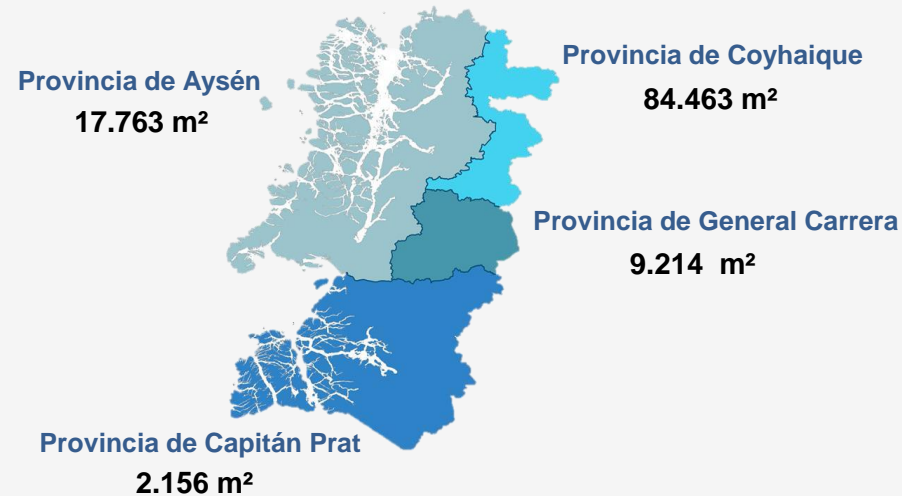 Provincia de Aysén
17.763 m²
Provincia de Coyhaique
84.463 m²
Provincia de General Carrera
9.214 m²
Provincia de Capitán Prat
2.156 m²